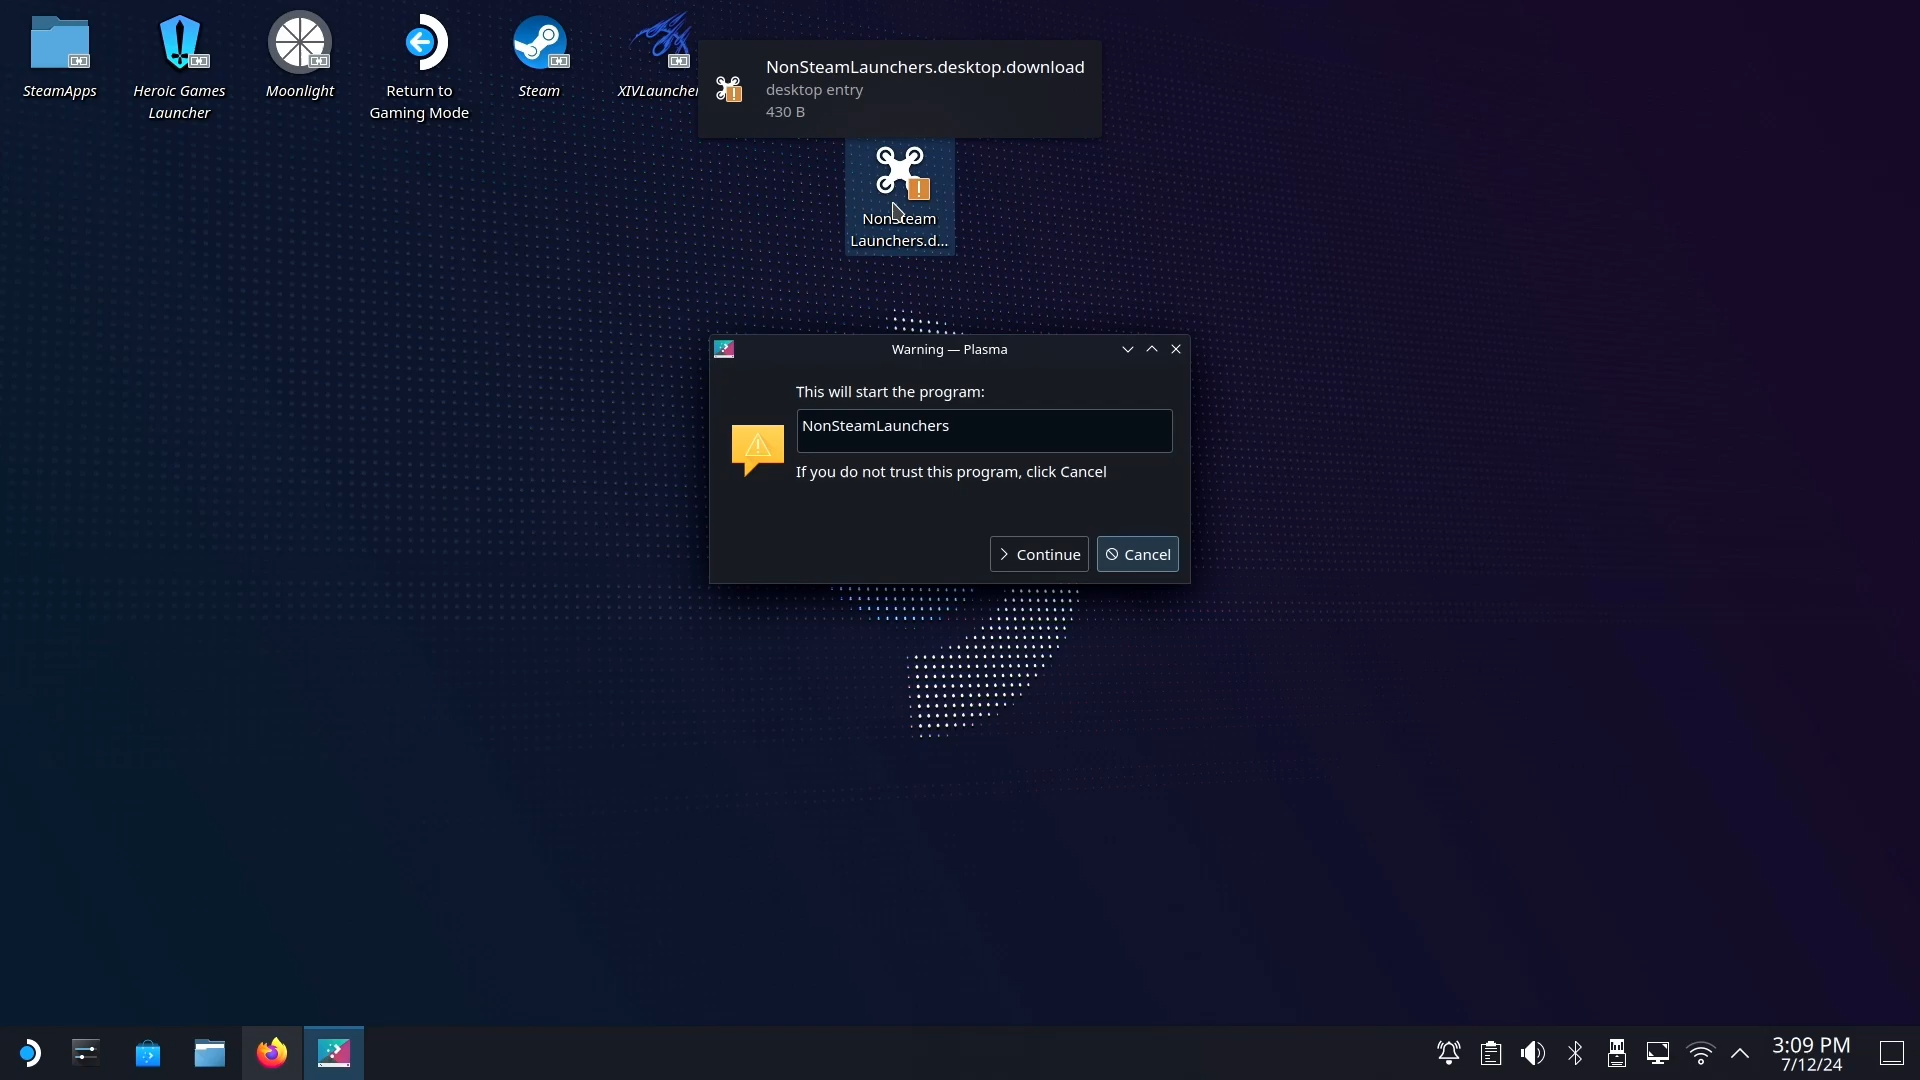 SteamApps
Heroic Games
Launcher
Moonlight
Return to
Gaming Mode
Steam
XIVLauncher
NonSteamLaunchers.desktop.download
desktop entry
430 B
NonSteam
Launchers.d...
Warning — Plasma
This will start the program:
NonSteamLaunchers
If you do not trust this program, click Cancel
Continue
Cancel
3:09 PM
7/12/24